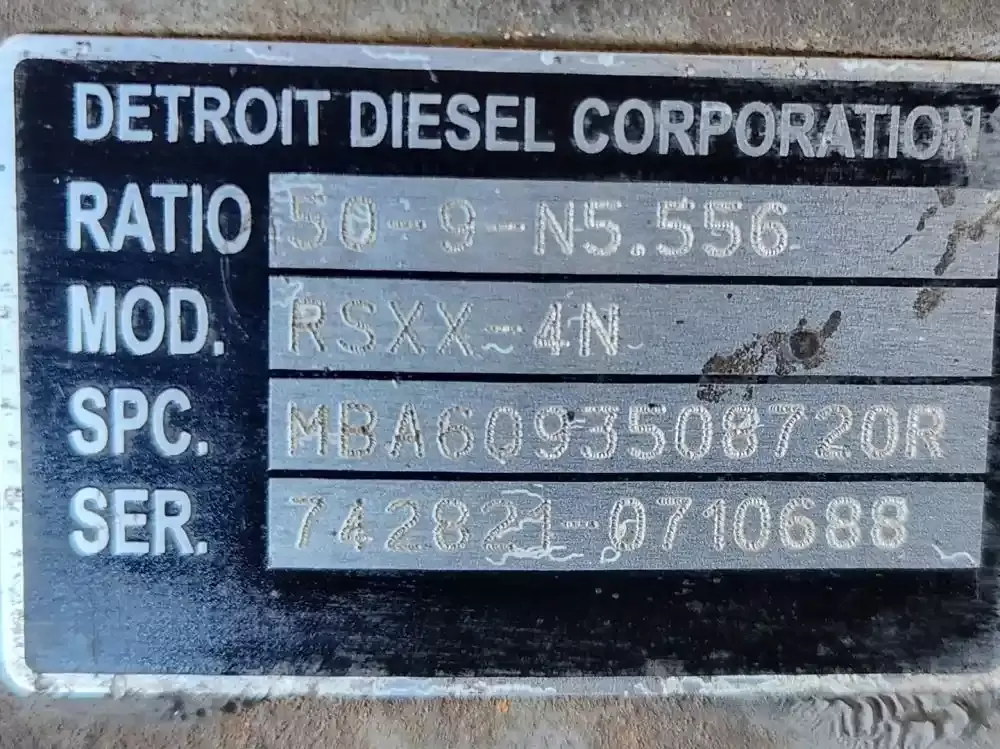 DETROIT DIESEL CORPORATION
RATIO 50-9-N5.556
MOD. RSXX-4N
SPC. MBA6093508720R
SER. 742821-0710688